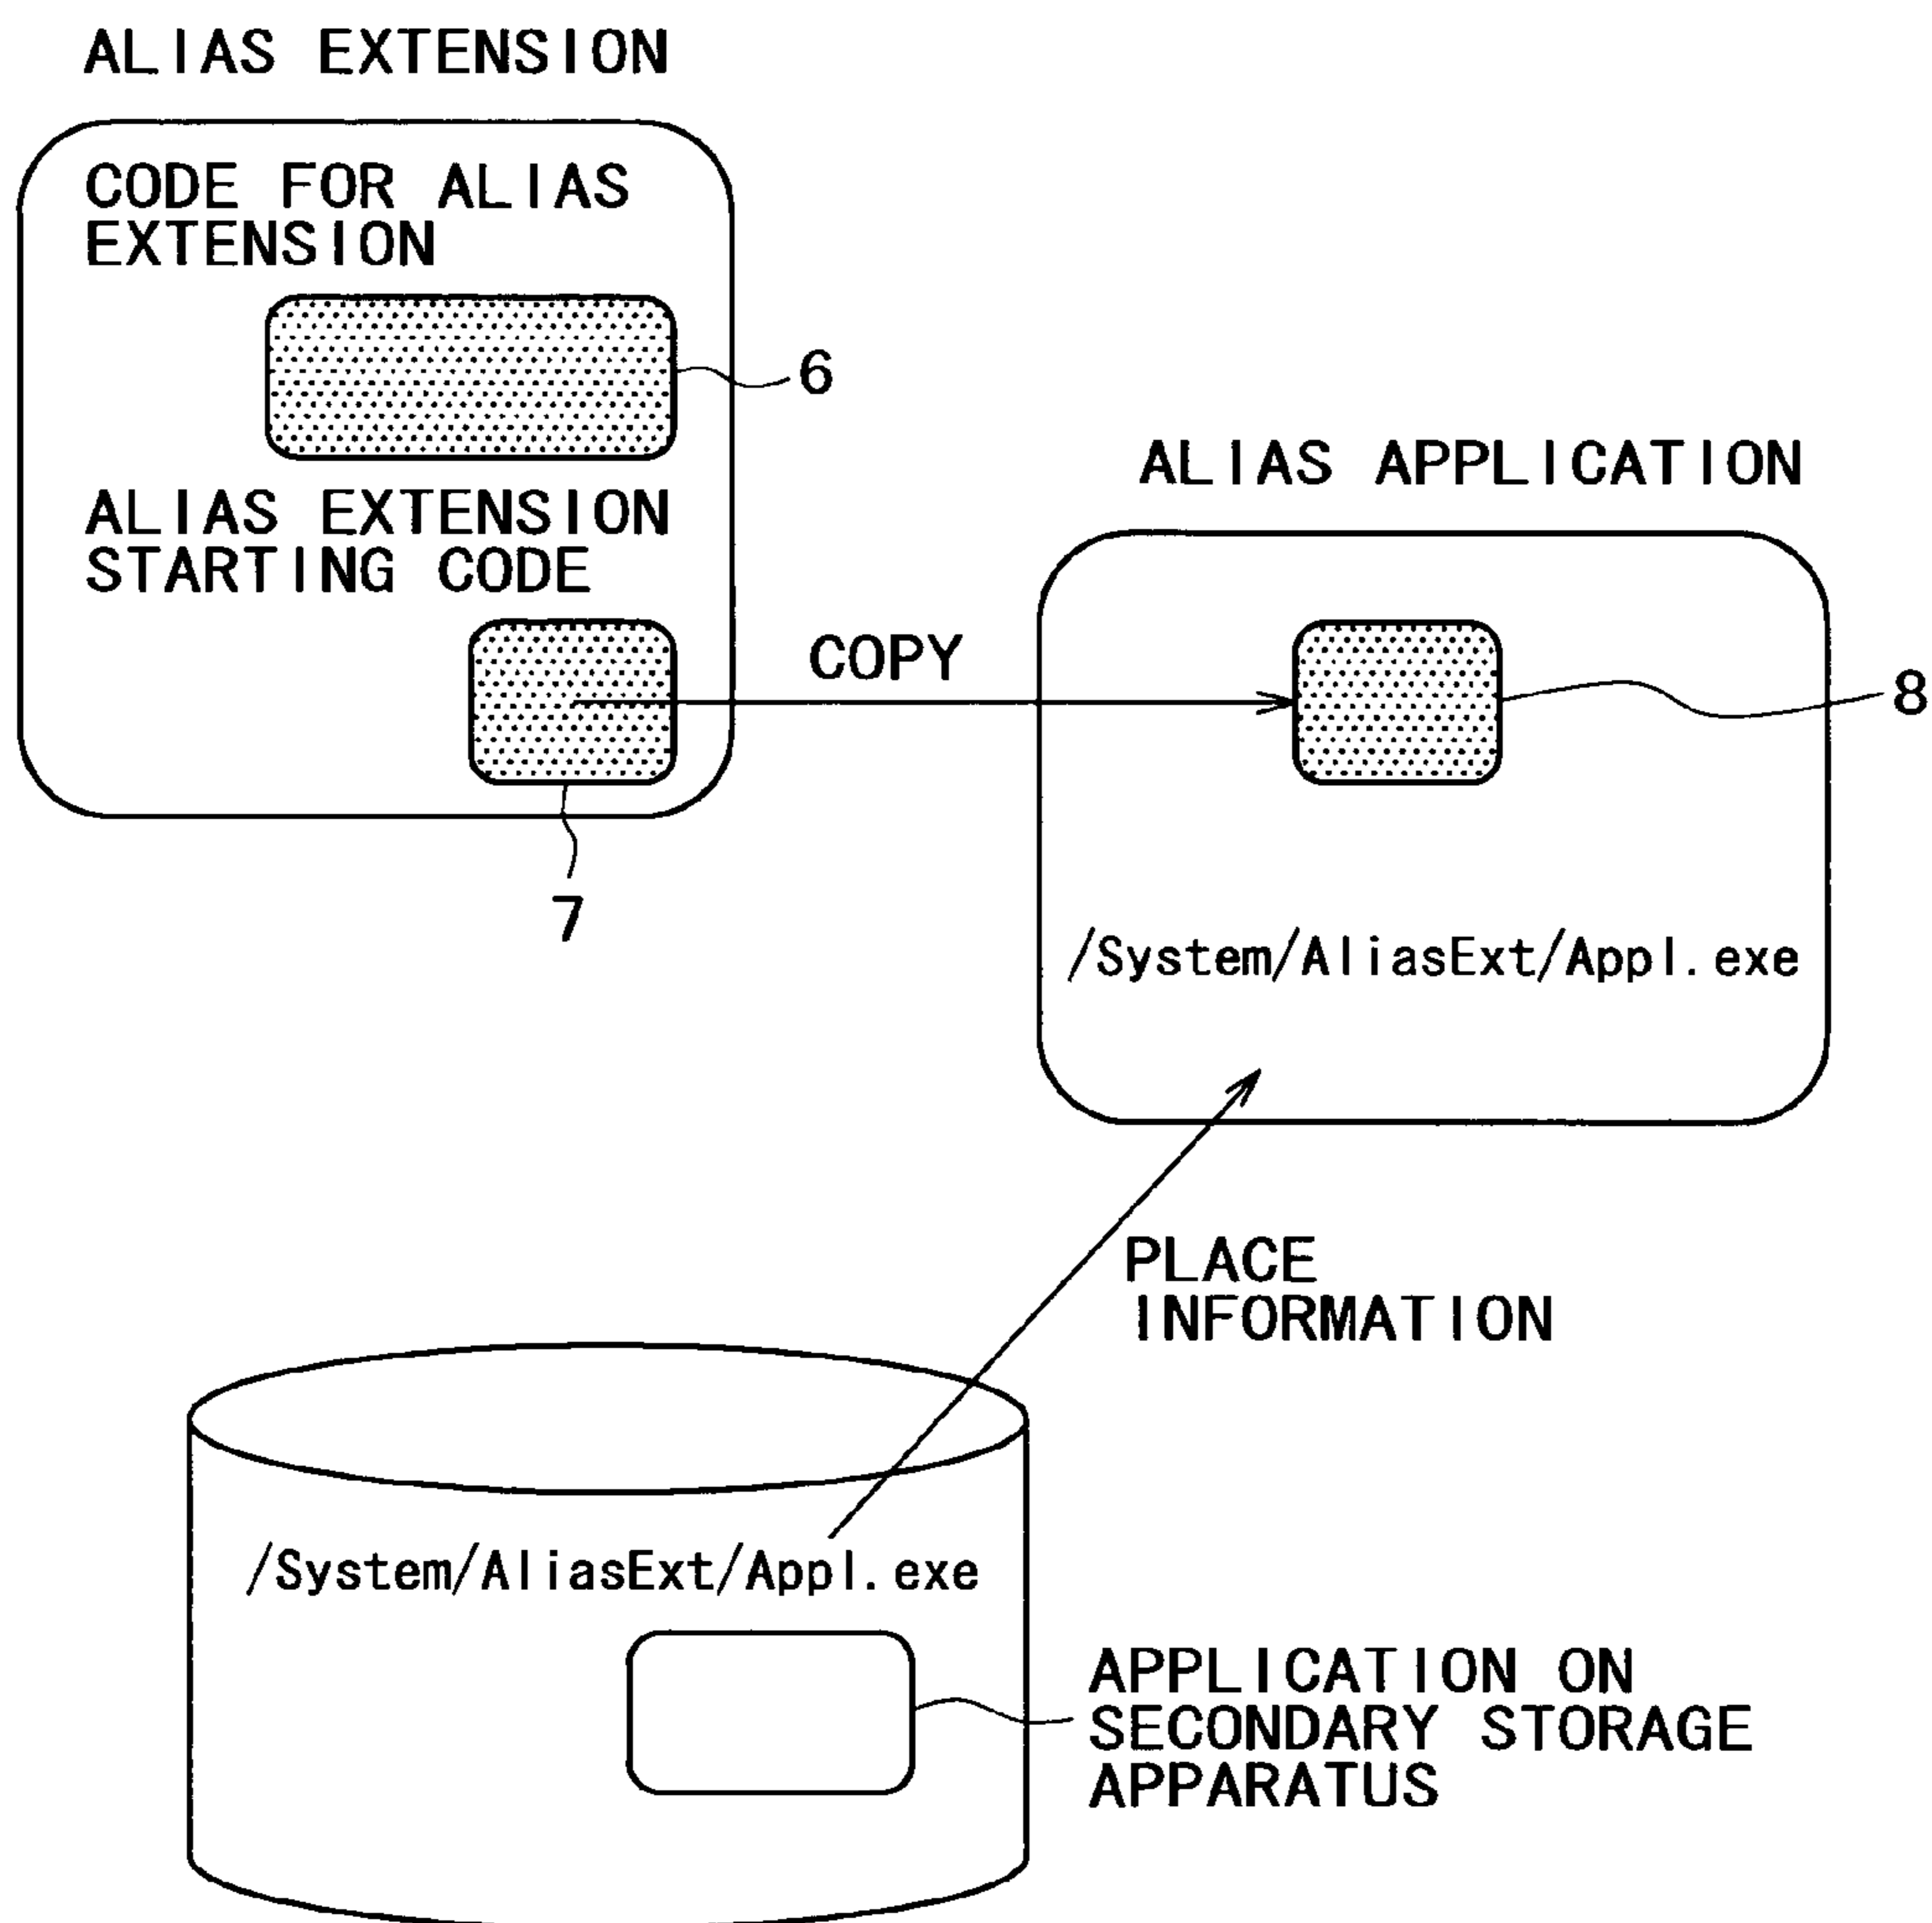 ALIAS EXTENSION
CODE FOR ALIAS
EXTENSION
6
ALIAS EXTENSION
STARTING CODE
7
COPY
ALIAS APPLICATION
8
/System/AliasExt/Appl.exe
PLACE
INFORMATION
/System/AliasExt/Appl.exe
APPLICATION ON
SECONDARY STORAGE
APPARATUS